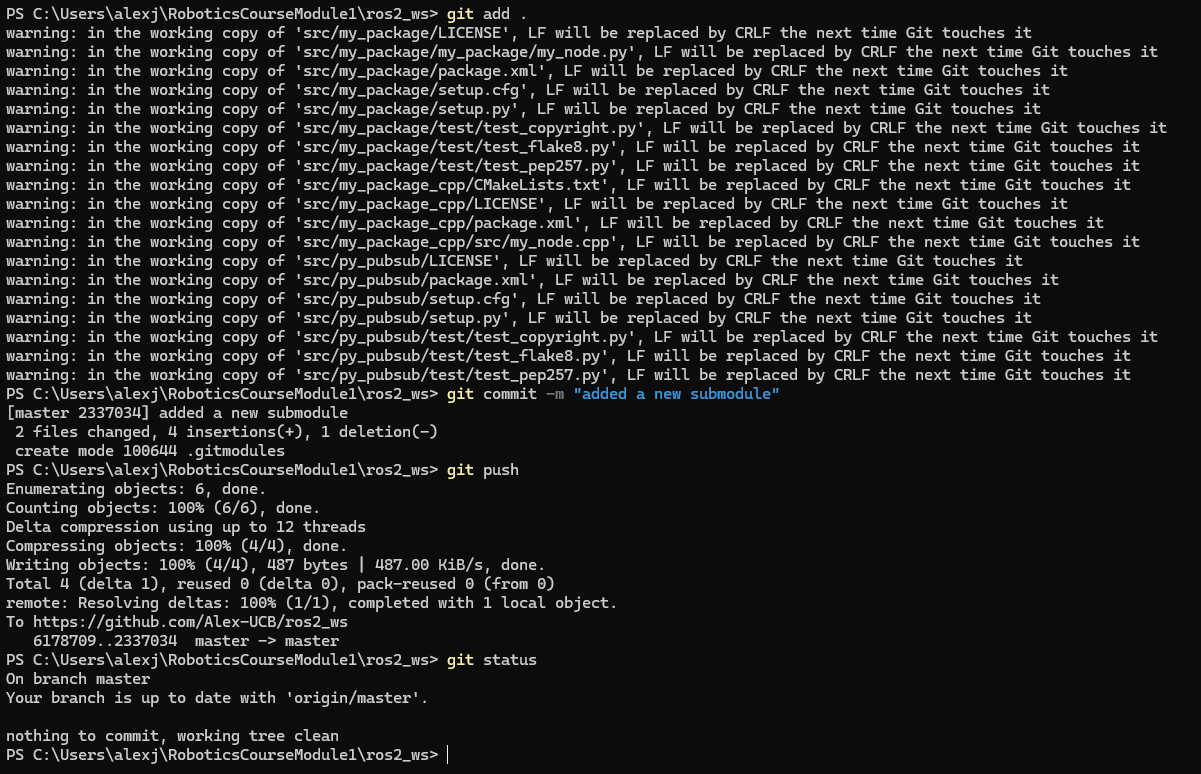 PS C:\Users\alexj\RoboticsCourseModule1\ros2_ws> git add .
warning: in the working copy of 'src/my_package/LICENSE', LF will be replaced by CRLF the next time Git touches it
warning: in the working copy of 'src/my_package/my_package/my_node.py', LF will be replaced by CRLF the next time Git touches it
warning: in the working copy of 'src/my_package/package.xml', LF will be replaced by CRLF the next time Git touches it
warning: in the working copy of 'src/my_package/setup.cfg', LF will be replaced by CRLF the next time Git touches it
warning: in the working copy of 'src/my_package/setup.py', LF will be replaced by CRLF the next time Git touches it
warning: in the working copy of 'src/my_package/test/test_copyright.py', LF will be replaced by CRLF the next time Git touches it
warning: in the working copy of 'src/my_package/test/test_flake8.py', LF will be replaced by CRLF the next time Git touches it
warning: in the working copy of 'src/my_package/test/test_pep257.py', LF will be replaced by CRLF the next time Git touches it
warning: in the working copy of 'src/my_package_cpp/CMakeLists.txt', LF will be replaced by CRLF the next time Git touches it
warning: in the working copy of 'src/my_package_cpp/LICENSE', LF will be replaced by CRLF the next time Git touches it
warning: in the working copy of 'src/my_package_cpp/package.xml', LF will be replaced by CRLF the next time Git touches it
warning: in the working copy of 'src/my_package_cpp/src/my_node.cpp', LF will be replaced by CRLF the next time Git touches it
warning: in the working copy of 'src/py_pubsub/LICENSE', LF will be replaced by CRLF the next time Git touches it
warning: in the working copy of 'src/py_pubsub/package.xml', LF will be replaced by CRLF the next time Git touches it
warning: in the working copy of 'src/py_pubsub/setup.cfg', LF will be replaced by CRLF the next time Git touches it
warning: in the working copy of 'src/py_pubsub/setup.py', LF will be replaced by CRLF the next time Git touches it
warning: in the working copy of 'src/py_pubsub/test/test_copyright.py', LF will be replaced by CRLF the next time Git touches it
warning: in the working copy of 'src/py_pubsub/test/test_flake8.py', LF will be replaced by CRLF the next time Git touches it
warning: in the working copy of 'src/py_pubsub/test/test_pep257.py', LF will be replaced by CRLF the next time Git touches it
PS C:\Users\alexj\RoboticsCourseModule1\ros2_ws> git commit -m "added a new submodule"
[master 2337034] added a new submodule
 2 files changed, 4 insertions(+), 1 deletion(-)
 create mode 100644 .gitmodules
PS C:\Users\alexj\RoboticsCourseModule1\ros2_ws> git push
Enumerating objects: 6, done.
Counting objects: 100% (6/6), done.
Delta compression using up to 12 threads
Compressing objects: 100% (4/4), done.
Writing objects: 100% (4/4), 487 bytes | 487.00 KiB/s, done.
Total 4 (delta 1), reused 0 (delta 0), pack-reused 0 (from 0)
remote: Resolving deltas: 100% (1/1), completed with 1 local object.
To https://github.com/Alex-UCB/ros2_ws
   6178709..2337034  master -> master
PS C:\Users\alexj\RoboticsCourseModule1\ros2_ws> git status
On branch master
Your branch is up to date with 'origin/master'.

nothing to commit, working tree clean
PS C:\Users\alexj\RoboticsCourseModule1\ros2_ws>